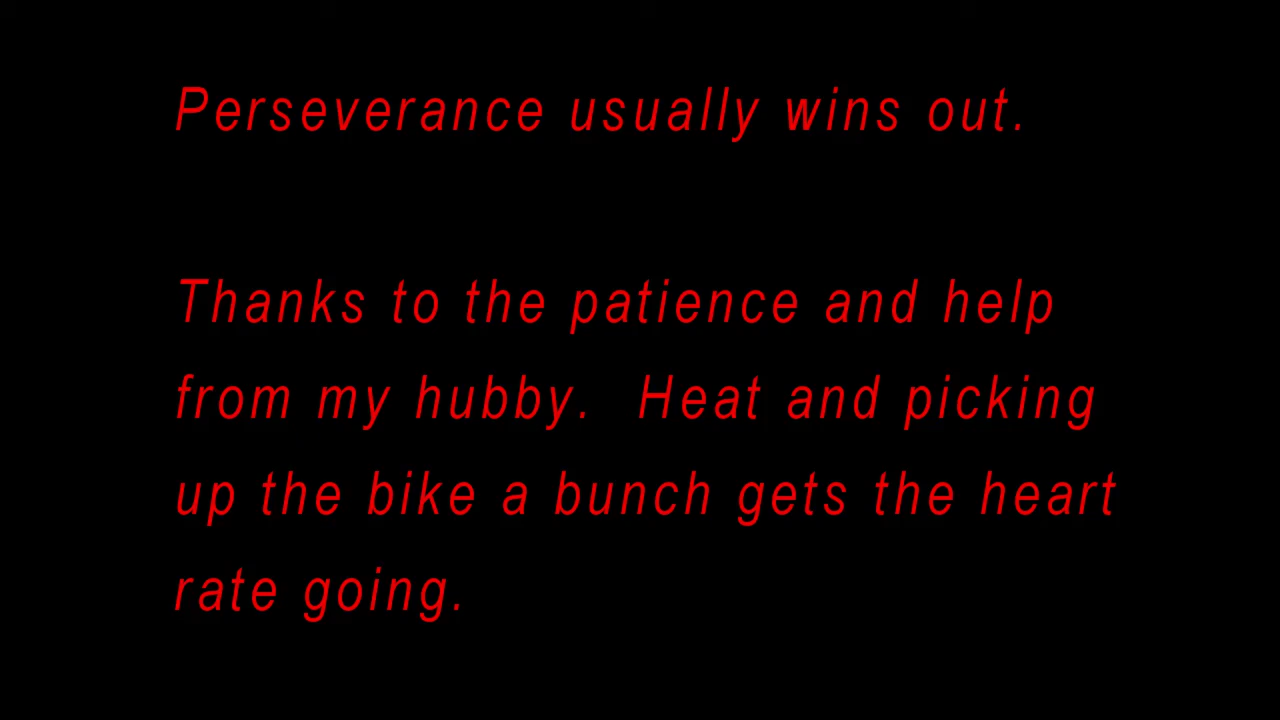 Perseverance usually wins out.
Thanks to the patience and help
from my hubby.  Heat and picking
up the bike a bunch gets the heart
rate going.